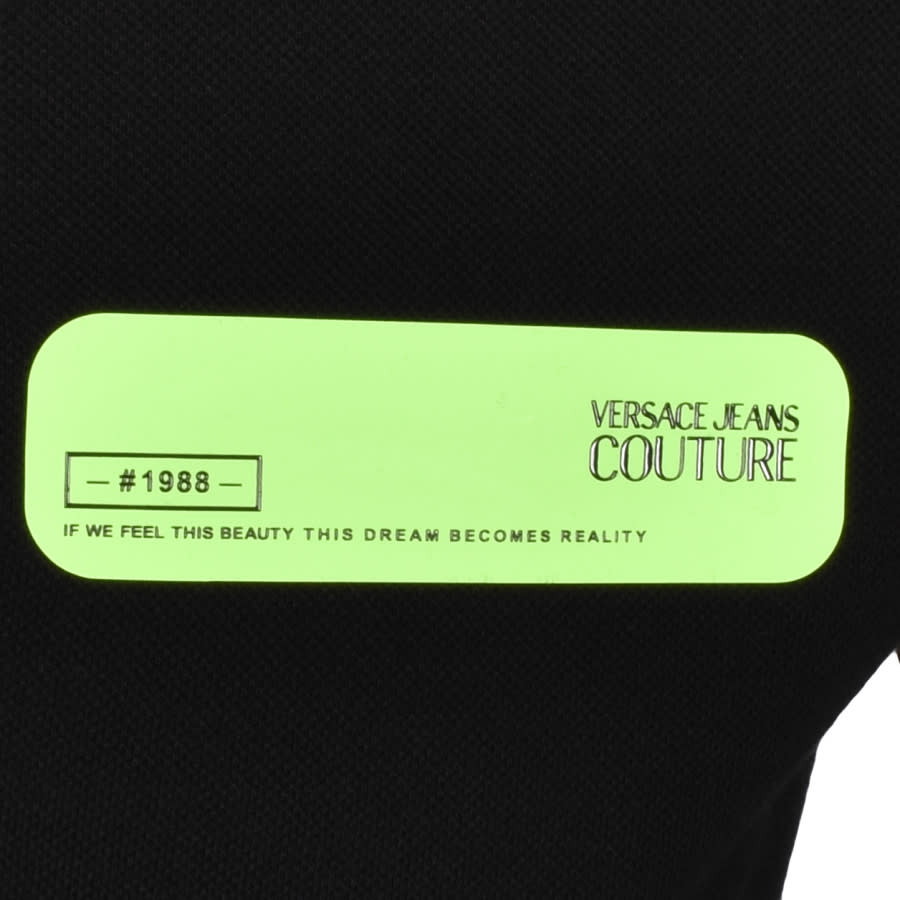 VERSACE JEANS
COUTURE
— #1988 —
IF WE FEEL THIS BEAUTY THIS DREAM BECOMES REALITY